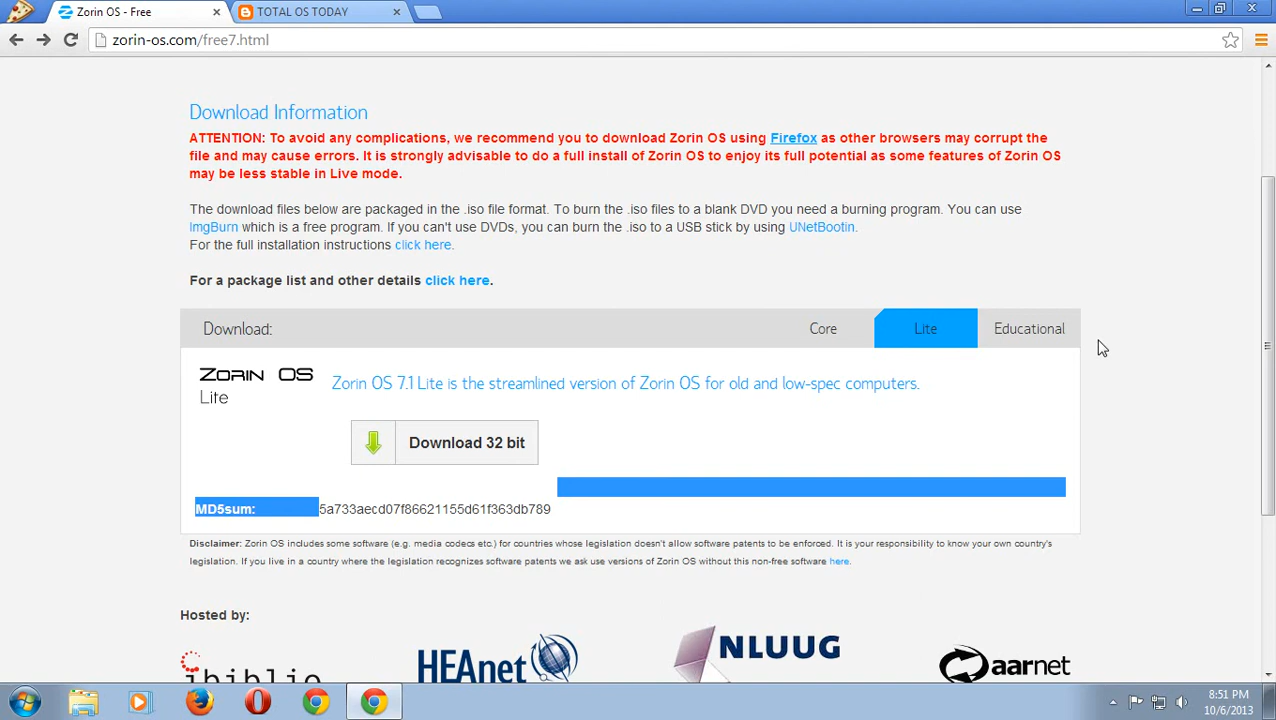 Zorin OS - Free
TOTAL OS TODAY
zorin-os.com/free7.html
Download Information
ATTENTION: To avoid any complications, we recommend you to download Zorin OS using Firefox as other browsers may corrupt the
file and may cause errors. It is strongly advisable to do a full install of Zorin OS to enjoy its full potential as some features of Zorin OS
may be less stable in Live mode.
The download files below are packaged in the .iso file format. To burn the .iso files to a blank DVD you need a burning program. You can use
ImgBurn which is a free program. If you can't use DVDs, you can burn the .iso to a USB stick by using UNetBootin.
For the full installation instructions click here.
For a package list and other details click here.
Download: Core Lite Educational
ZORIN OS
Lite
Zorin OS 7.1 Lite is the streamlined version of Zorin OS for old and low-spec computers.
Download 32 bit
MD5sum: 5a733aecd07f86621155d61f363db789
Disclaimer: Zorin OS includes some software (e.g. media codecs etc.) for countries whose legislation doesn't allow software patents to be enforced. It is your responsibility to know your own country's
legislation. If you live in a country where the legislation recognizes software patents we ask use versions of Zorin OS without this non-free software here.
Hosted by:
ibiblio HEAnet NLUUG aarnet
8:51 PM
10/6/2013